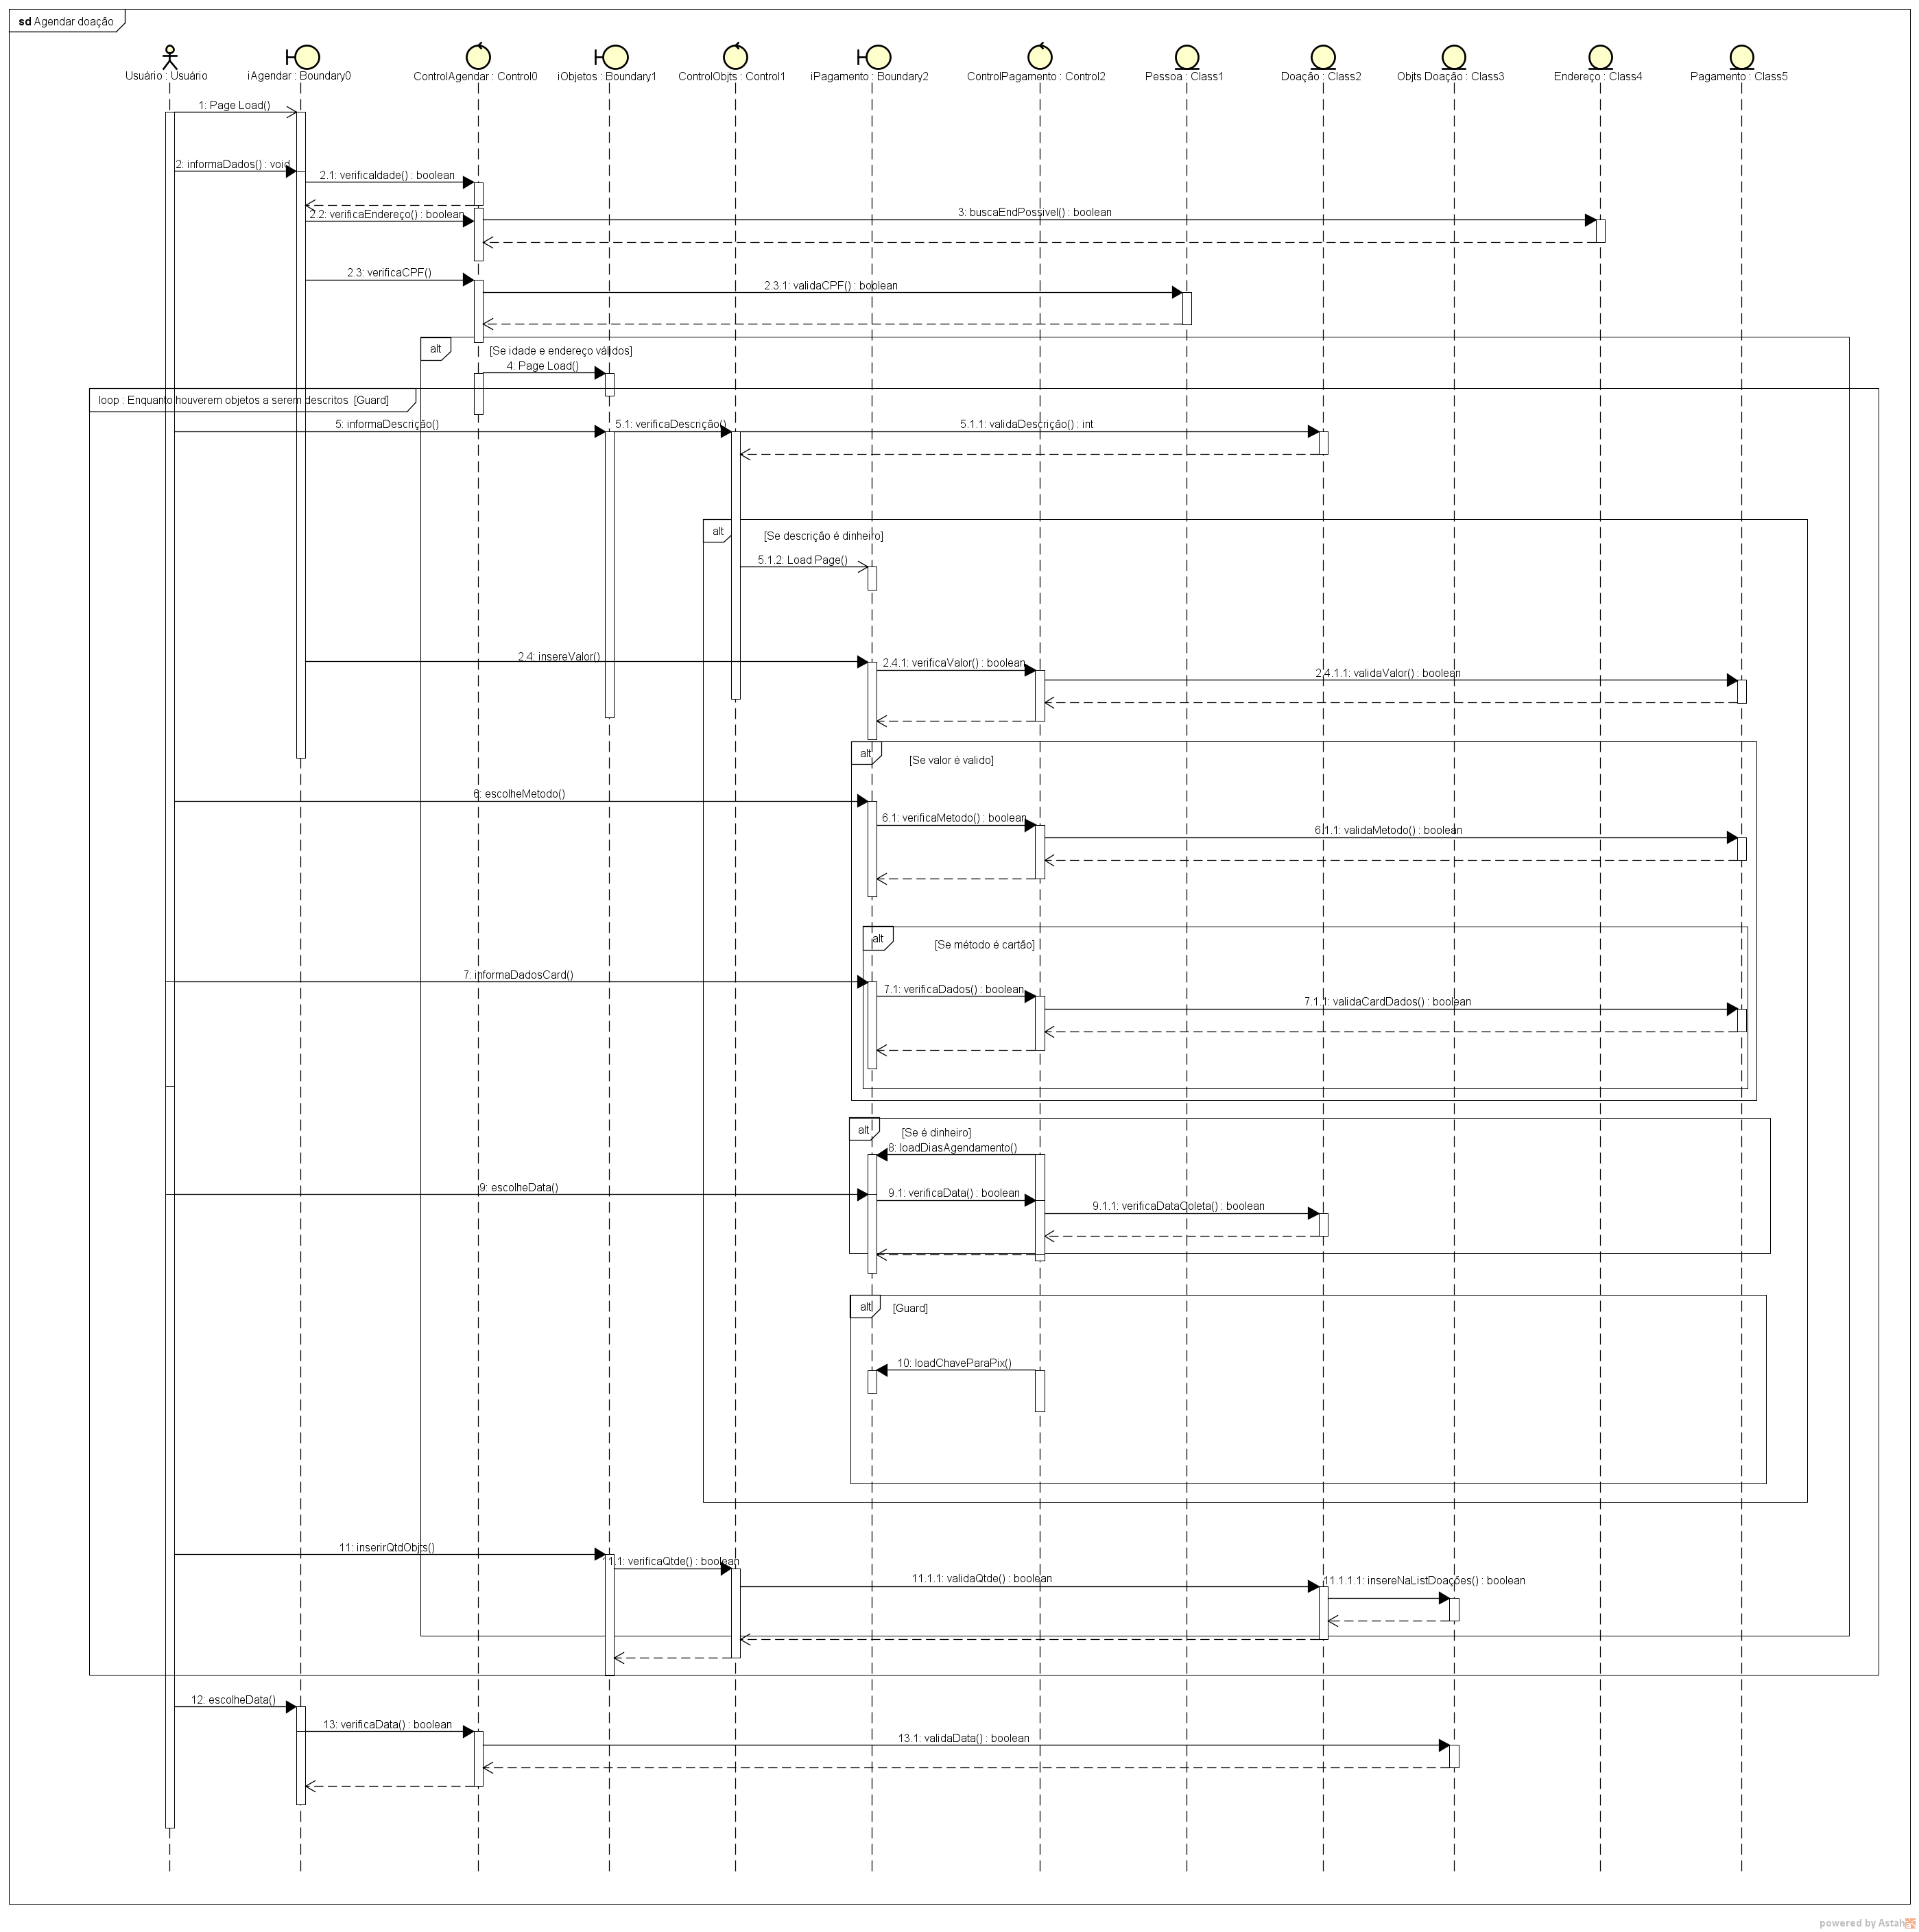 sd Agendar doação
Usuário : Usuário
iAgendar : Boundary0
ControlAgendar : Control0
iObjetos : Boundary1
ControlObjts : Control1
iPagamento : Boundary2
ControlPagamento : Control2
Pessoa : Class1
Doação : Class2
Objts Doação : Class3
Endereço : Class4
Pagamento : Class5
1: Page Load()
2: informaDados() : void
2.1: verificaIdade() : boolean
2.2: verificaEndereço() : boolean
3: buscaEndPossivel() : boolean
2.3: verificaCPF()
2.3.1: validaCPF() : boolean
alt
[Se idade e endereço válidos]
4: Page Load()
loop : Enquanto houverem objetos a serem descritos [Guard]
5: informaDescrição()
5.1: verificaDescrição()
5.1.1: validaDescrição() : int
alt
[Se descrição é dinheiro]
5.1.2: Load Page()
2.4: insereValor()
2.4.1: verificaValor() : boolean
2.4.1.1: validaValor() : boolean
alt
[Se valor é valido]
6: escolheMetodo()
6.1: verificaMetodo() : boolean
6.1.1: validaMetodo() : boolean
alt
[Se método é cartão]
7: informaDadosCard()
7.1: verificaDados() : boolean
7.1.1: validaCardDados() : boolean
alt
[Se é dinheiro]
8: loadDiasAgendamento()
9: escolheData()
9.1: verificaData() : boolean
9.1.1: verificaDataColeta() : boolean
alt
[Guard]
10: loadChaveParaPix()
11: inserirQtdObjts()
11.1: verificaQtde() : boolean
11.1.1: validaQtde() : boolean
11.1.1.1: insereNaListDoações() : boolean
12: escolheData()
13: verificaData() : boolean
13.1: validaData() : boolean
powered by Astah